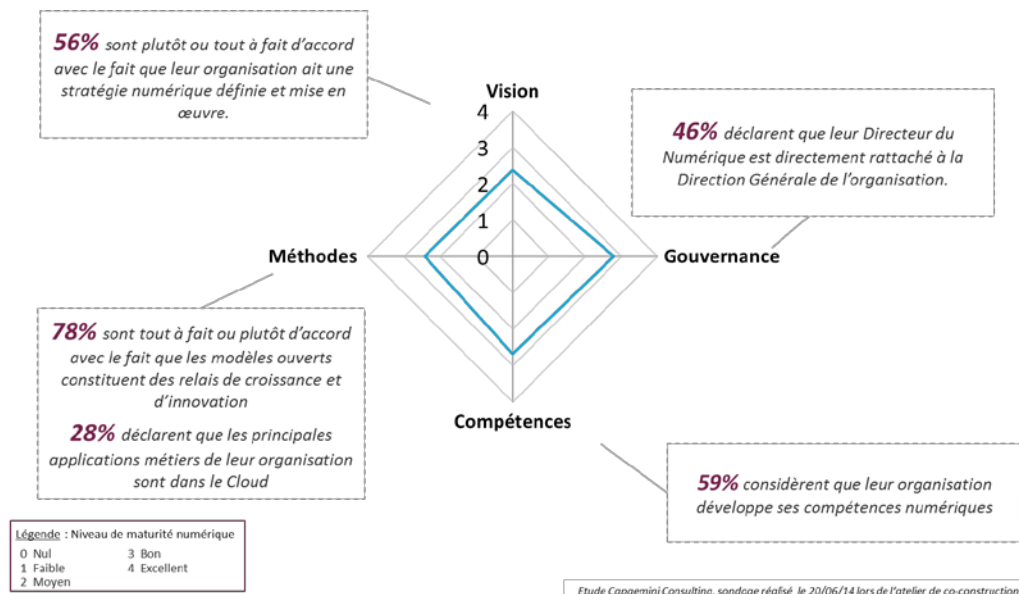 56% sont plutôt ou tout à fait d'accord
avec le fait que leur organisation ait une
stratégie numérique définie et mise en
œuvre.
Vision
4
3
2
1
0
46% déclarent que leur Directeur du
Numérique est directement rattaché à la
Direction Générale de l'organisation.
Méthodes
Gouvernance
78% sont tout à fait ou plutôt d'accord
avec le fait que les modèles ouverts
constituent des relais de croissance et
d'innovation
28% déclarent que les principales
applications métiers de leur organisation
sont dans le Cloud
Compétences
59% considèrent que leur organisation
développe ses compétences numériques
Légende : Niveau de maturité numérique
0 Nul 3 Bon
1 Faible 4 Excellent
2 Moyen
Etude Capgemini Consulting, sondage réalisé le 20/06/14 lors de l'atelier de co-construction